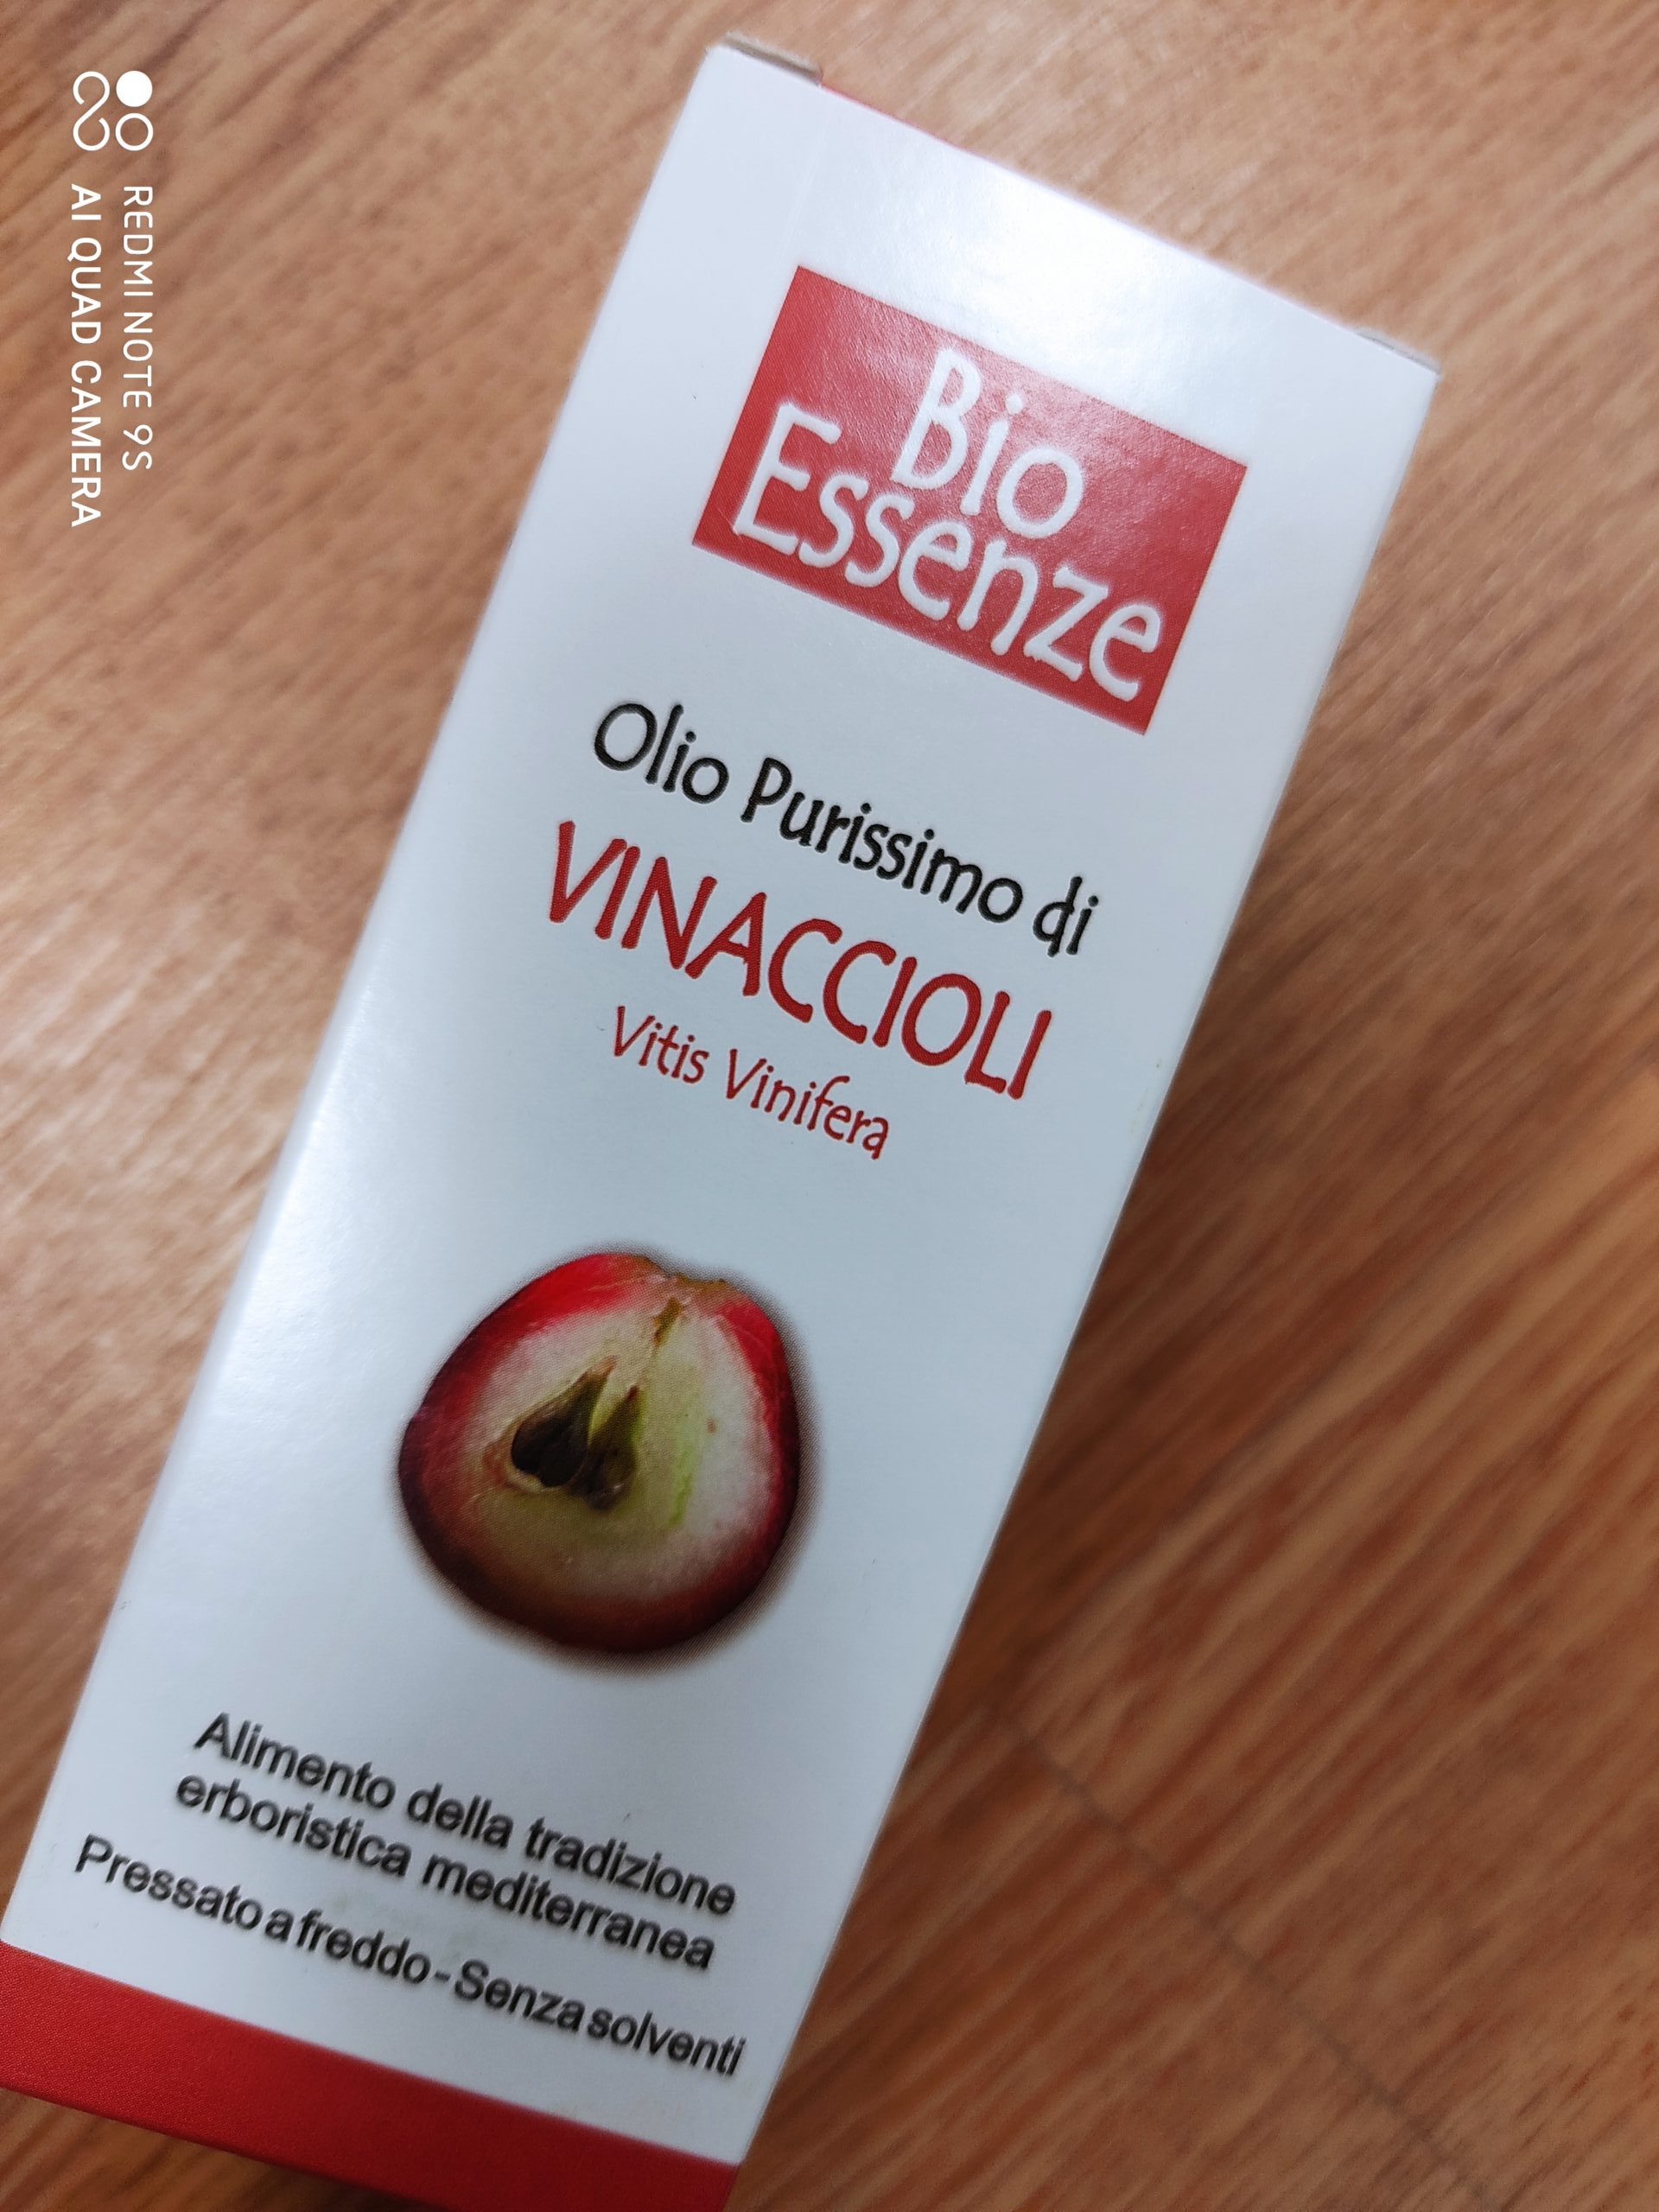 Bio
Essenze
Olio Purissimo di
VINACCIOLI
Vitis Vinifera
Alimento della tradizione
erboristica mediterranea
Pressato a freddo - Senza solventi
REDMI NOTE 9S
AI QUAD CAMERA